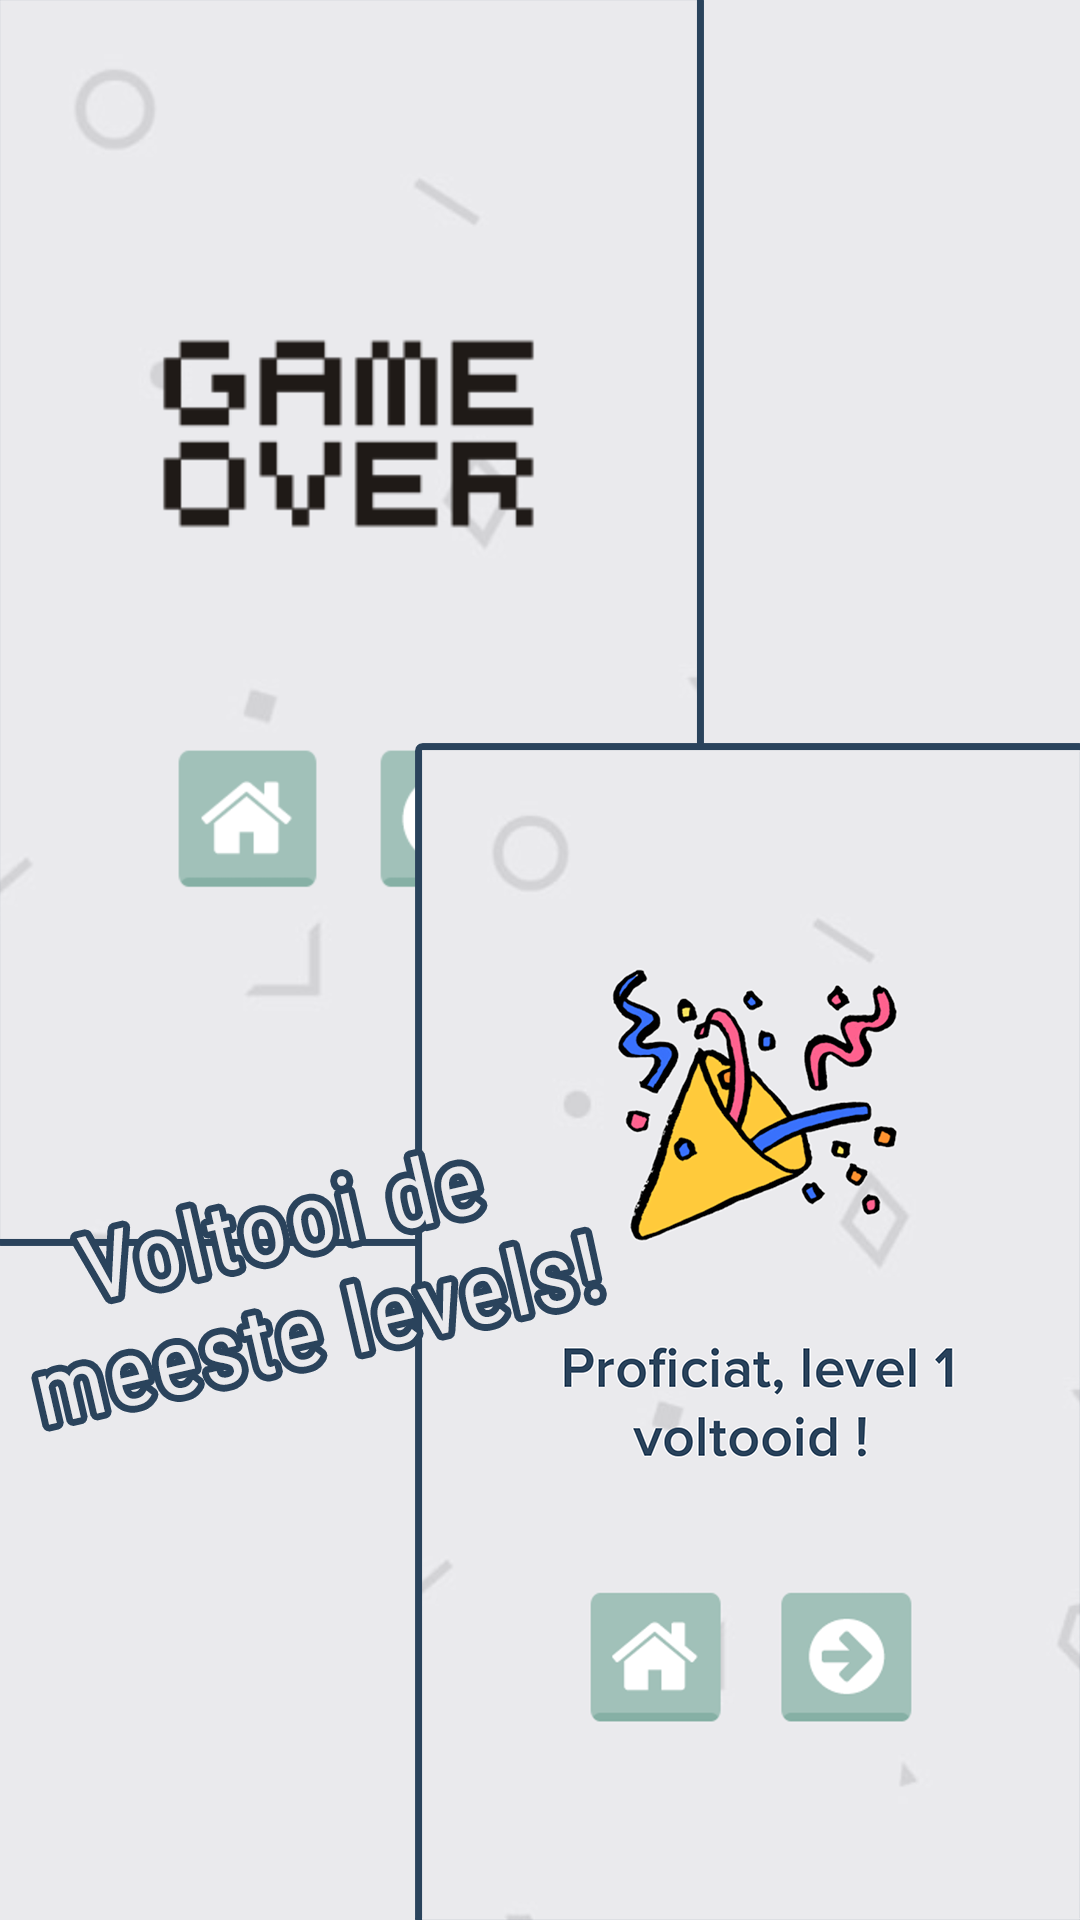 GAME
OVER
Voltooi de
meeste levels!
Proficiat, level 1
voltooid !